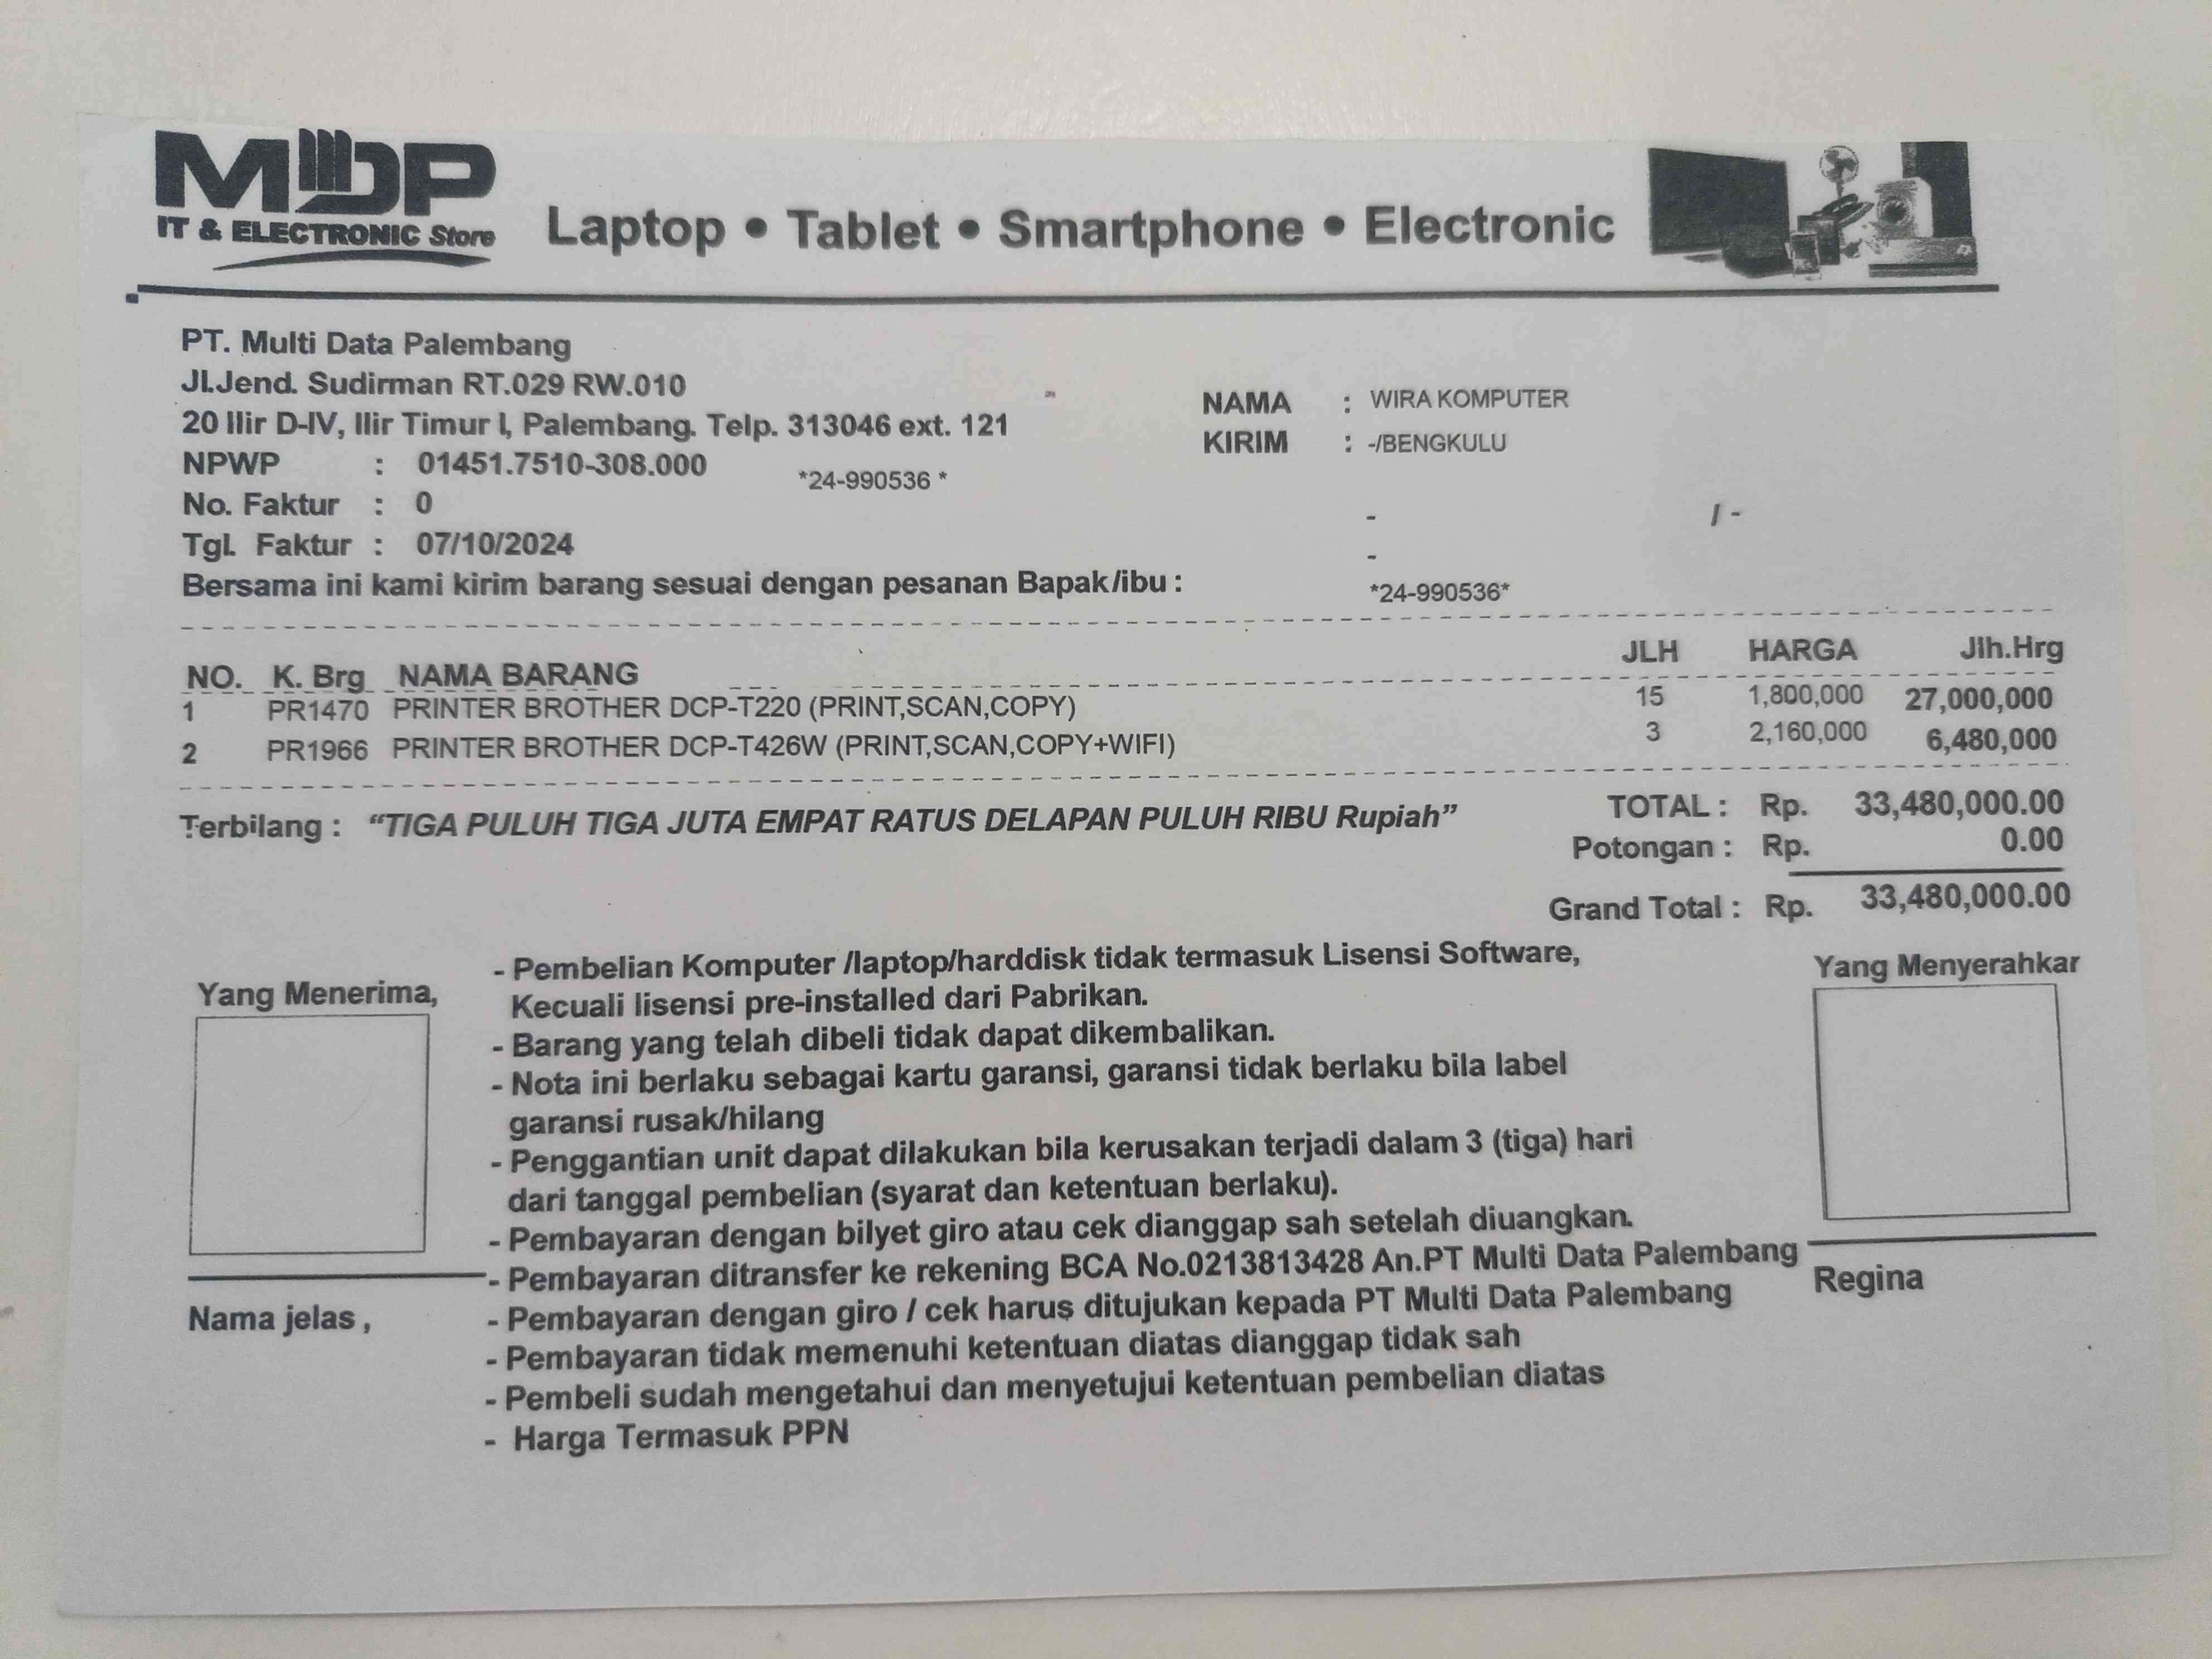 MDP
IT & ELECTRONIC Store
Laptop • Tablet • Smartphone • Electronic
PT. Multi Data Palembang
Jl.Jend. Sudirman RT.029 RW.010
20 Ilir D-IV, Ilir Timur I, Palembang. Telp. 313046 ext. 121
NPWP : 01451.7510-308.000
*24-990536 *
No. Faktur : 0
Tgl. Faktur : 07/10/2024
Bersama ini kami kirim barang sesuai dengan pesanan Bapak/ibu :
NAMA : WIRA KOMPUTER
KIRIM : -/BENGKULU
- / -
-
*24-990536*
NO. K. Brg NAMA BARANG JLH HARGA Jlh.Hrg
1 PR1470 PRINTER BROTHER DCP-T220 (PRINT,SCAN,COPY) 15 1,800,000 27,000,000
2 PR1966 PRINTER BROTHER DCP-T426W (PRINT,SCAN,COPY+WIFI) 3 2,160,000 6,480,000
Terbilang : “TIGA PULUH TIGA JUTA EMPAT RATUS DELAPAN PULUH RIBU Rupiah”
TOTAL : Rp. 33,480,000.00
Potongan : Rp. 0.00
Grand Total : Rp. 33,480,000.00
Yang Menerima,
Nama jelas ,
- Pembelian Komputer /laptop/harddisk tidak termasuk Lisensi Software,
Kecuali lisensi pre-installed dari Pabrikan.
- Barang yang telah dibeli tidak dapat dikembalikan.
- Nota ini berlaku sebagai kartu garansi, garansi tidak berlaku bila label
garansi rusak/hilang
- Penggantian unit dapat dilakukan bila kerusakan terjadi dalam 3 (tiga) hari
dari tanggal pembelian (syarat dan ketentuan berlaku).
- Pembayaran dengan bilyet giro atau cek dianggap sah setelah diuangkan.
- Pembayaran ditransfer ke rekening BCA No.0213813428 An.PT Multi Data Palembang
- Pembayaran dengan giro / cek harus ditujukan kepada PT Multi Data Palembang
- Pembayaran tidak memenuhi ketentuan diatas dianggap tidak sah
- Pembeli sudah mengetahui dan menyetujui ketentuan pembelian diatas
- Harga Termasuk PPN
Yang Menyerahkar
Regina